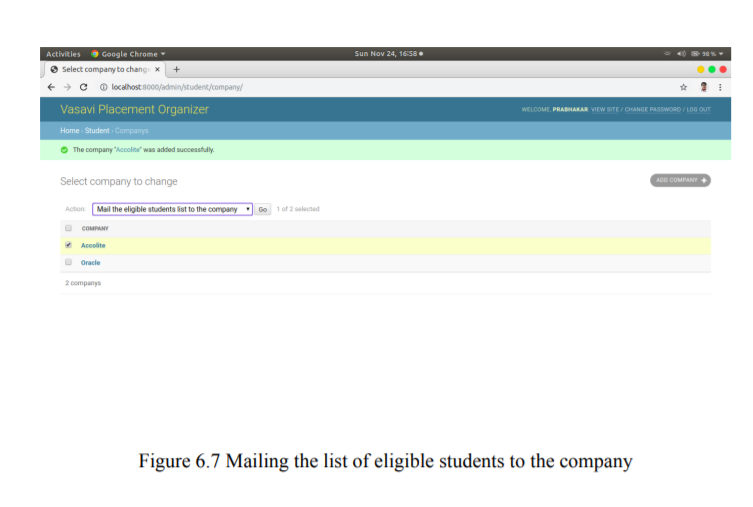 Activities Google Chrome ▾ Sun Nov 24, 16:58 ● 98 % ▾
Select company to chang × +
localhost:8000/admin/student/company/
Vasavi Placement Organizer WELCOME, PRABHAKAR. VIEW SITE / CHANGE PASSWORD / LOG OUT
Home › Student › Companys
The company "Accolite" was added successfully.
Select company to change ADD COMPANY +
Action: Mail the eligible students list to the company Go 1 of 2 selected
COMPANY
Accolite
Oracle
2 companys
Figure 6.7 Mailing the list of eligible students to the company